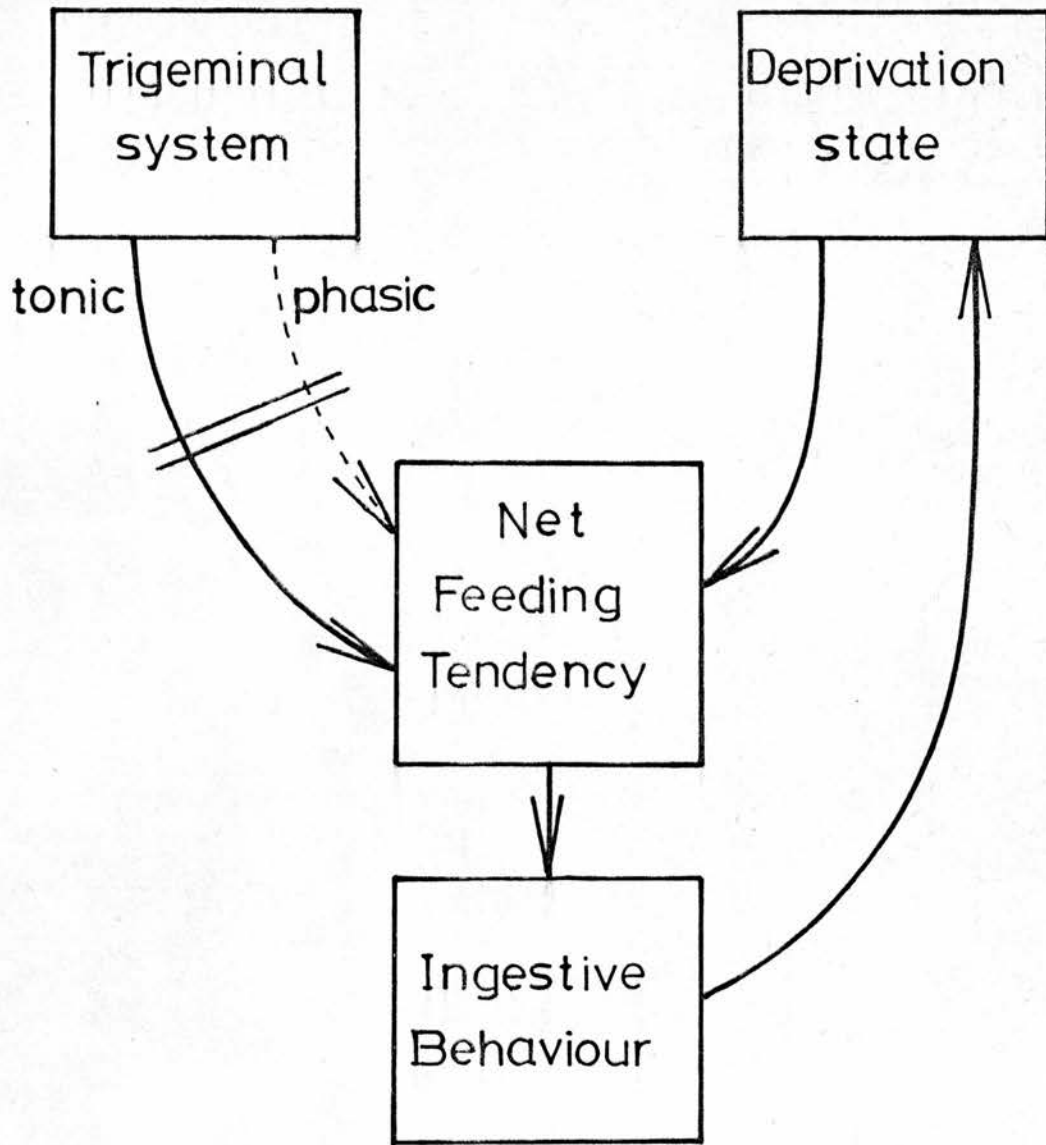 Trigeminal
system
Deprivation
state
tonic
phasic
Net
Feeding
Tendency
Ingestive
Behaviour